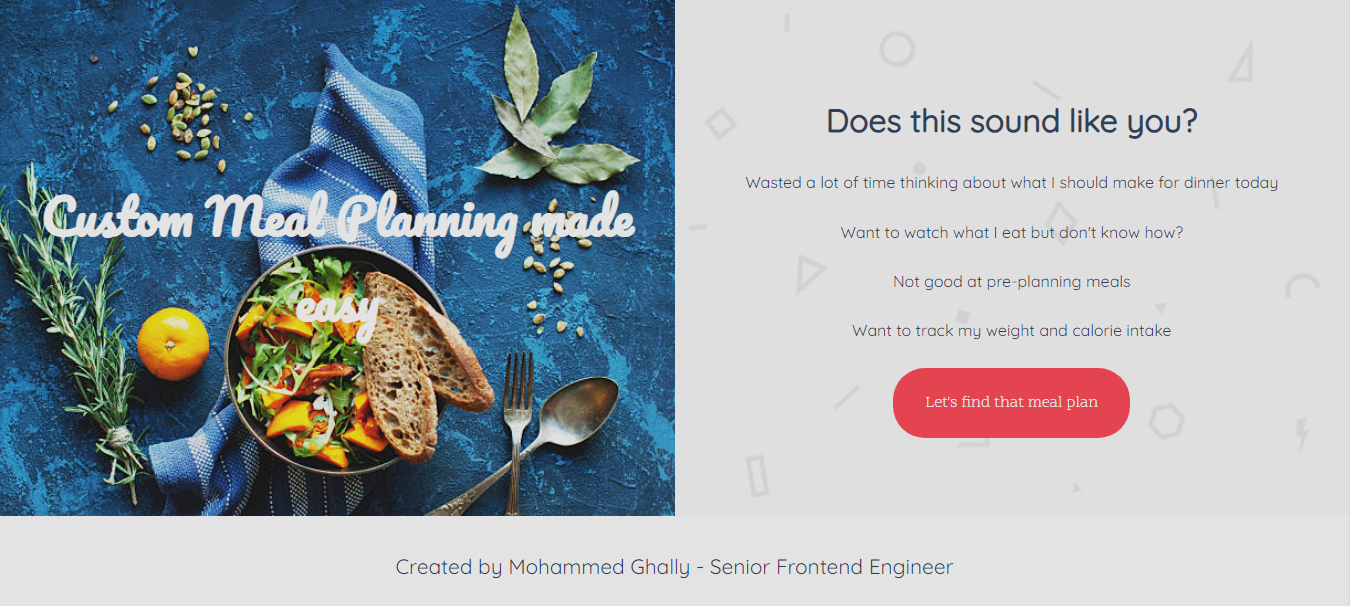 Custom Meal Planning made
easy
a
Does this sound like you?
Wasted a lot of time thinking about what I should make for dinner today
Want to watch what I eat but don't know how?
Not good at pre-planning meals
Want to track my weight and calorie intake
Let's find that meal plan
Created by Mohammed Ghally - Senior Frontend Engineer